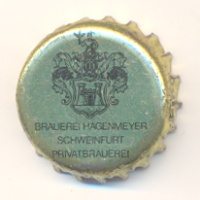 BRAUEREI HAGENMEYER
SCHWEINFURT
PRIVATBRAUEREI